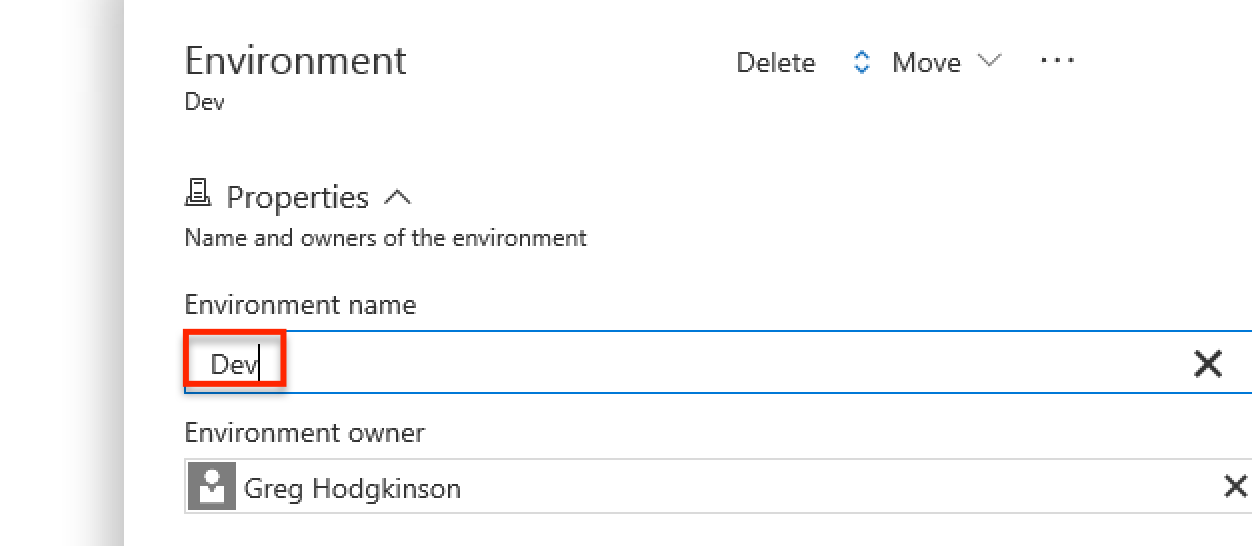 Environment
Delete Move ...
Dev
Properties
Name and owners of the environment
Environment name
Dev
Environment owner
Greg Hodgkinson